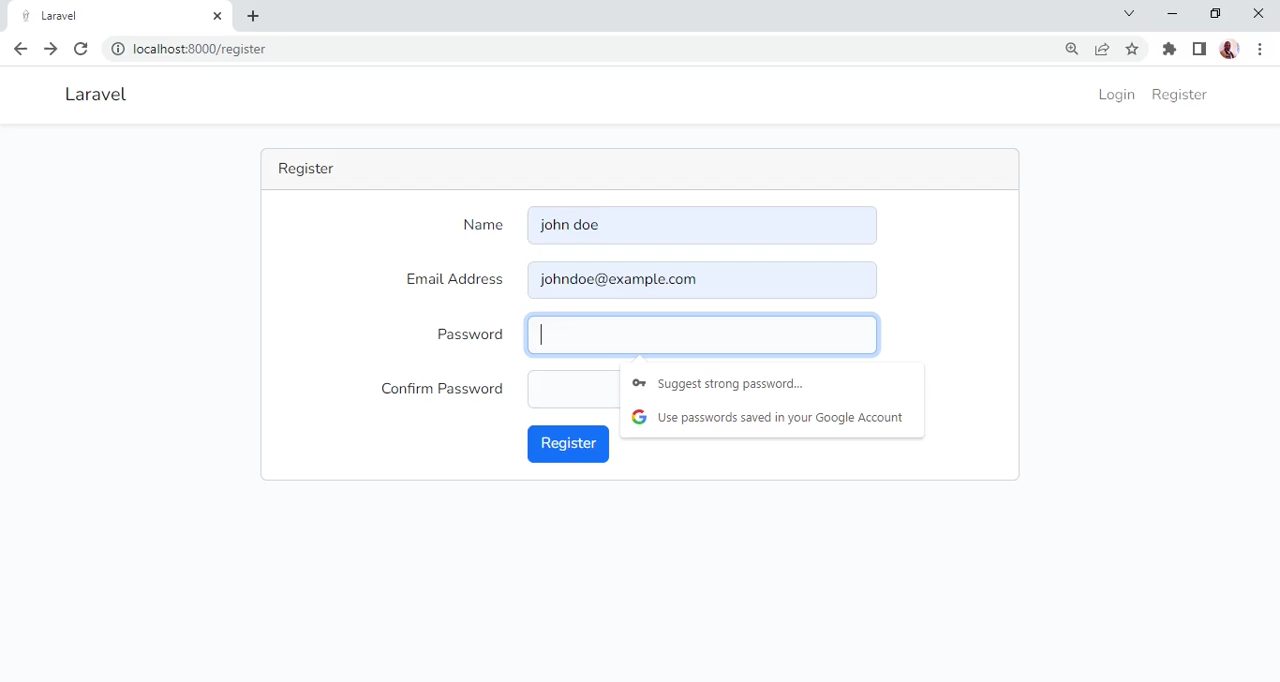 Laravel
localhost:8000/register
Laravel
Login Register
Register
Name john doe
Email Address johndoe@example.com
Password
Suggest strong password...
Confirm Password
Use passwords saved in your Google Account
Register